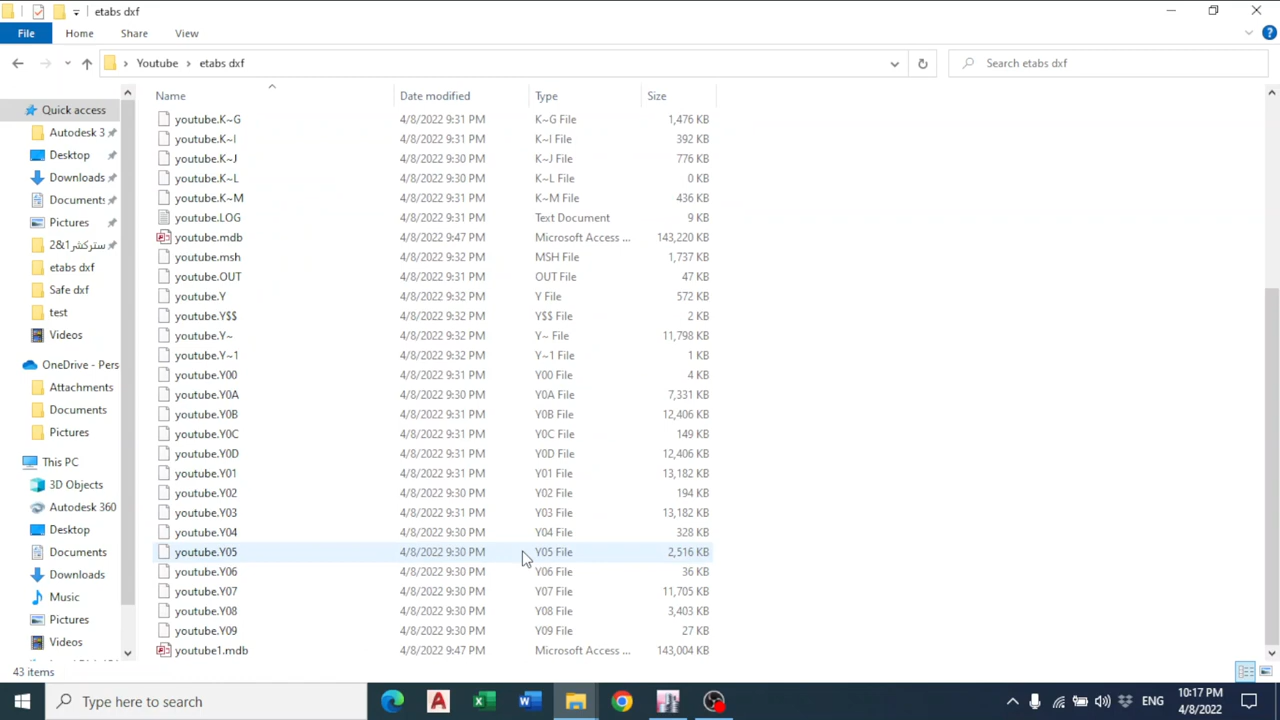 etabs dxf
File Home Share View
Youtube etabs dxf Search etabs dxf
Name Date modified Type Size
Quick access
Autodesk 3
Desktop
Downloads
Documents
Pictures
ستركشر1&2
etabs dxf
Safe dxf
test
Videos
OneDrive - Pers
Attachments
Documents
Pictures
This PC
3D Objects
Autodesk 360
Desktop
Documents
Downloads
Music
Pictures
Videos
youtube.K~G 4/8/2022 9:31 PM K~G File 1,476 KB
youtube.K~I 4/8/2022 9:31 PM K~I File 392 KB
youtube.K~J 4/8/2022 9:30 PM K~J File 776 KB
youtube.K~L 4/8/2022 9:30 PM K~L File 0 KB
youtube.K~M 4/8/2022 9:31 PM K~M File 436 KB
youtube.LOG 4/8/2022 9:31 PM Text Document 9 KB
youtube.mdb 4/8/2022 9:47 PM Microsoft Access ... 143,220 KB
youtube.msh 4/8/2022 9:32 PM MSH File 1,737 KB
youtube.OUT 4/8/2022 9:31 PM OUT File 47 KB
youtube.Y 4/8/2022 9:32 PM Y File 572 KB
youtube.Y$$ 4/8/2022 9:32 PM Y$$ File 2 KB
youtube.Y~ 4/8/2022 9:32 PM Y~ File 11,798 KB
youtube.Y~1 4/8/2022 9:32 PM Y~1 File 1 KB
youtube.Y00 4/8/2022 9:31 PM Y00 File 4 KB
youtube.Y0A 4/8/2022 9:30 PM Y0A File 7,331 KB
youtube.Y0B 4/8/2022 9:31 PM Y0B File 12,406 KB
youtube.Y0C 4/8/2022 9:31 PM Y0C File 149 KB
youtube.Y0D 4/8/2022 9:31 PM Y0D File 12,406 KB
youtube.Y01 4/8/2022 9:31 PM Y01 File 13,182 KB
youtube.Y02 4/8/2022 9:30 PM Y02 File 194 KB
youtube.Y03 4/8/2022 9:30 PM Y03 File 13,182 KB
youtube.Y04 4/8/2022 9:30 PM Y04 File 328 KB
youtube.Y05 4/8/2022 9:30 PM Y05 File 2,516 KB
youtube.Y06 4/8/2022 9:30 PM Y06 File 36 KB
youtube.Y07 4/8/2022 9:30 PM Y07 File 11,705 KB
youtube.Y08 4/8/2022 9:30 PM Y08 File 3,403 KB
youtube.Y09 4/8/2022 9:30 PM Y09 File 27 KB
youtube1.mdb 4/8/2022 9:30 PM Microsoft Access ... 143,004 KB
43 items
Type here to search
ENG
10:17 PM
4/8/2022